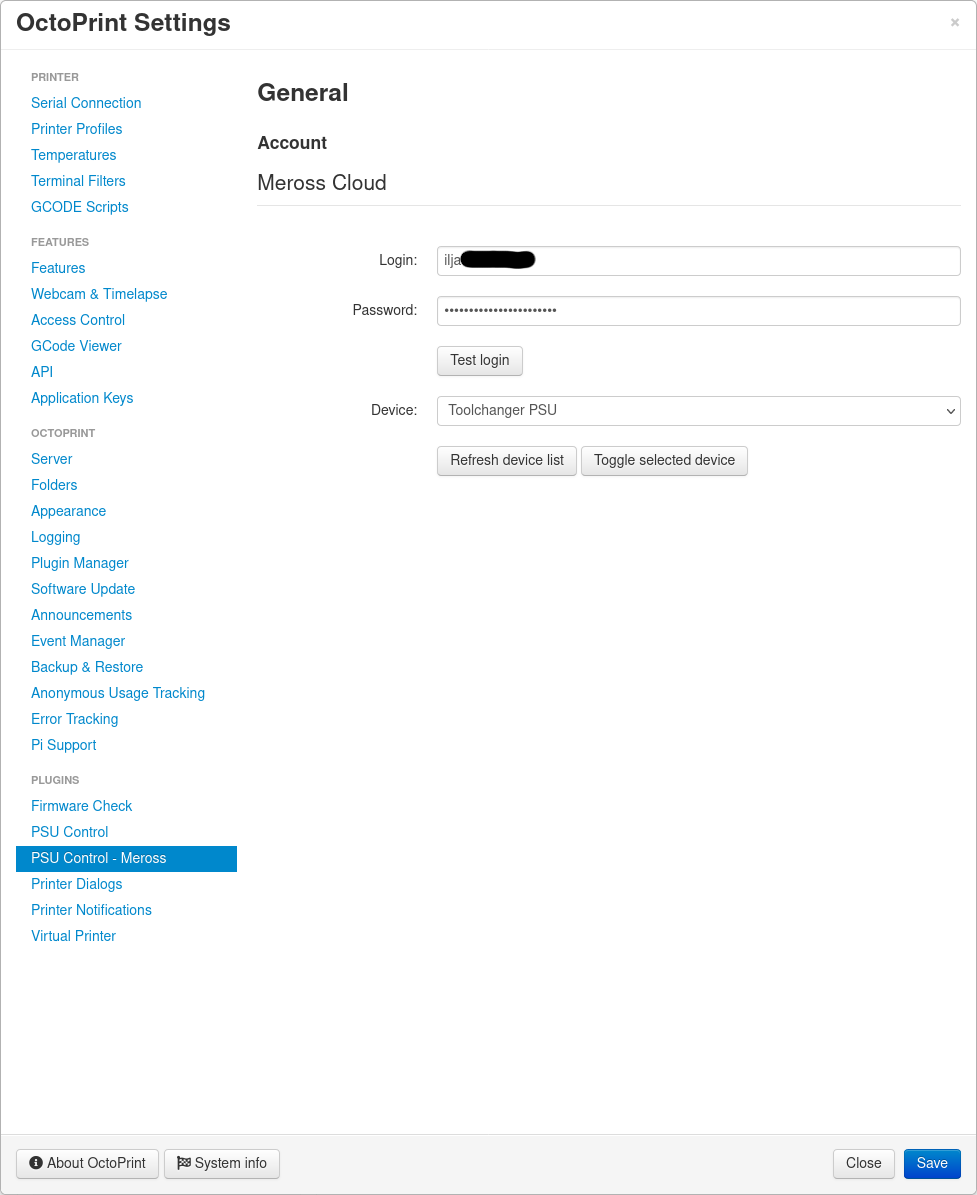 OctoPrint Settings
×
PRINTER
Serial Connection
Printer Profiles
Temperatures
Terminal Filters
GCODE Scripts
FEATURES
Features
Webcam & Timelapse
Access Control
GCode Viewer
API
Application Keys
OCTOPRINT
Server
Folders
Appearance
Logging
Plugin Manager
Software Update
Announcements
Event Manager
Backup & Restore
Anonymous Usage Tracking
Error Tracking
Pi Support
PLUGINS
Firmware Check
PSU Control
PSU Control - Meross
Printer Dialogs
Printer Notifications
Virtual Printer
General
Account
Meross Cloud
Login: ilja
Password: •••••••••••••••••••••••
Test login
Device: Toolchanger PSU
Refresh device list Toggle selected device
About OctoPrint System info Close Save